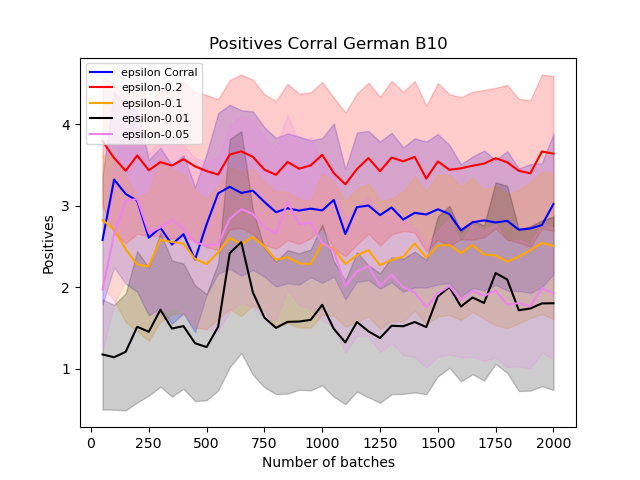 Positives Corral German B10
epsilon Corral
epsilon-0.2
epsilon-0.1
epsilon-0.01
epsilon-0.05
Positives
4
3
2
1
0 250 500 750 1000 1250 1500 1750 2000
Number of batches